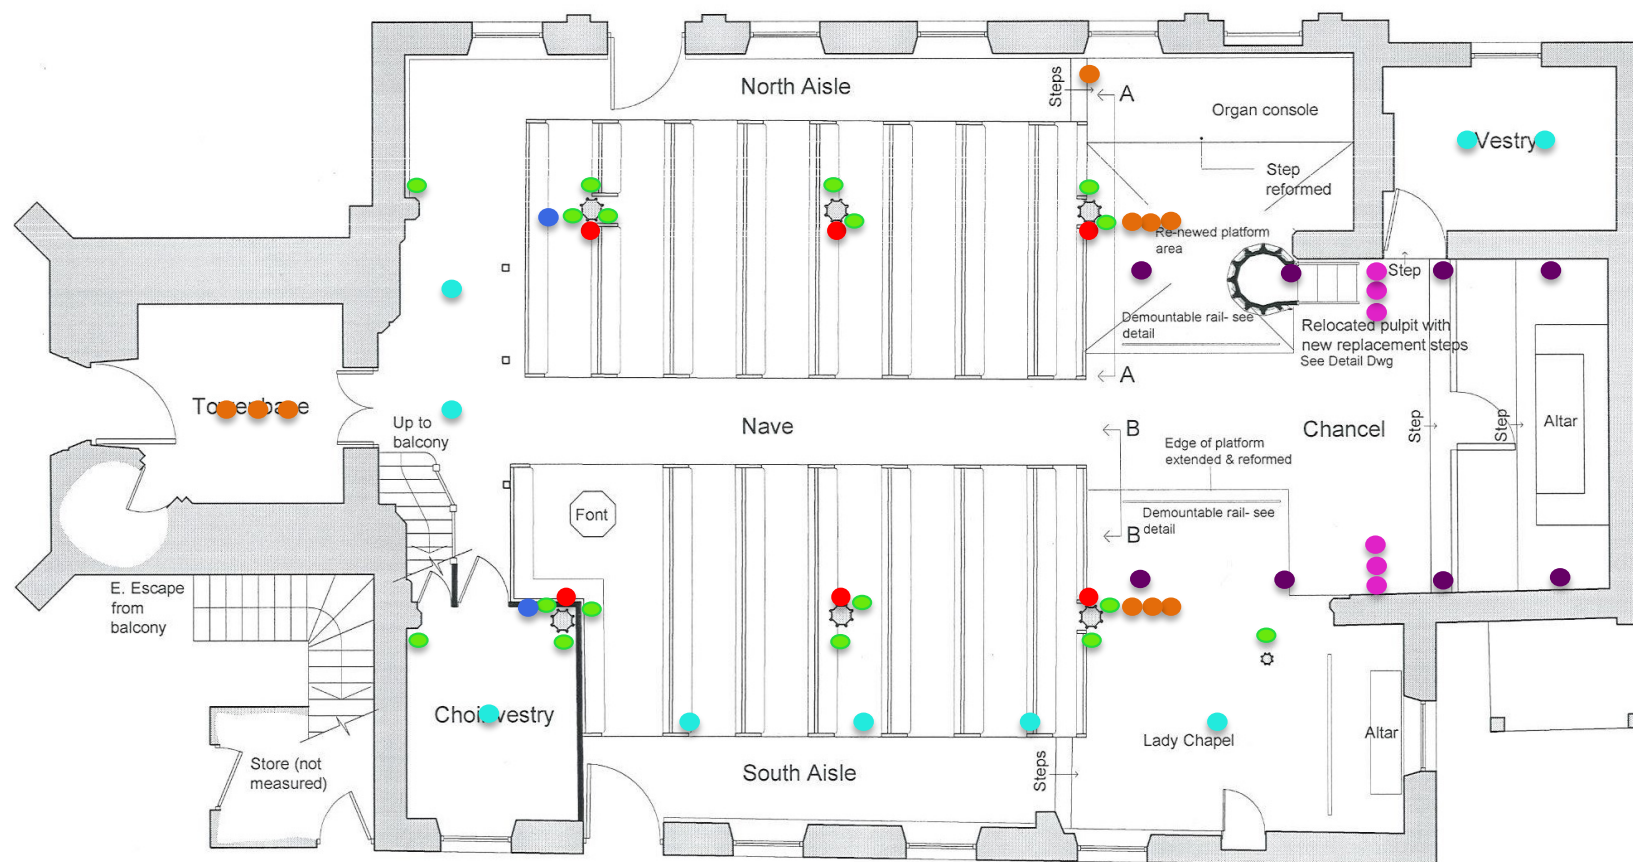 North Aisle
Steps
A
Organ console
Step
reformed
Vestry
Re-newed platform
area
Step
Demountable rail- see
detail
Relocated pulpit with
new replacement steps
See Detail Dwg
A
Up to
balcony
Nave
B
Chancel
Step
Step
Altar
Edge of platform
extended & reformed
Font
Demountable rail- see
detail
B
E. Escape
from
balcony
Choir vestry
Lady Chapel
Altar
Store (not
measured)
South Aisle
Steps